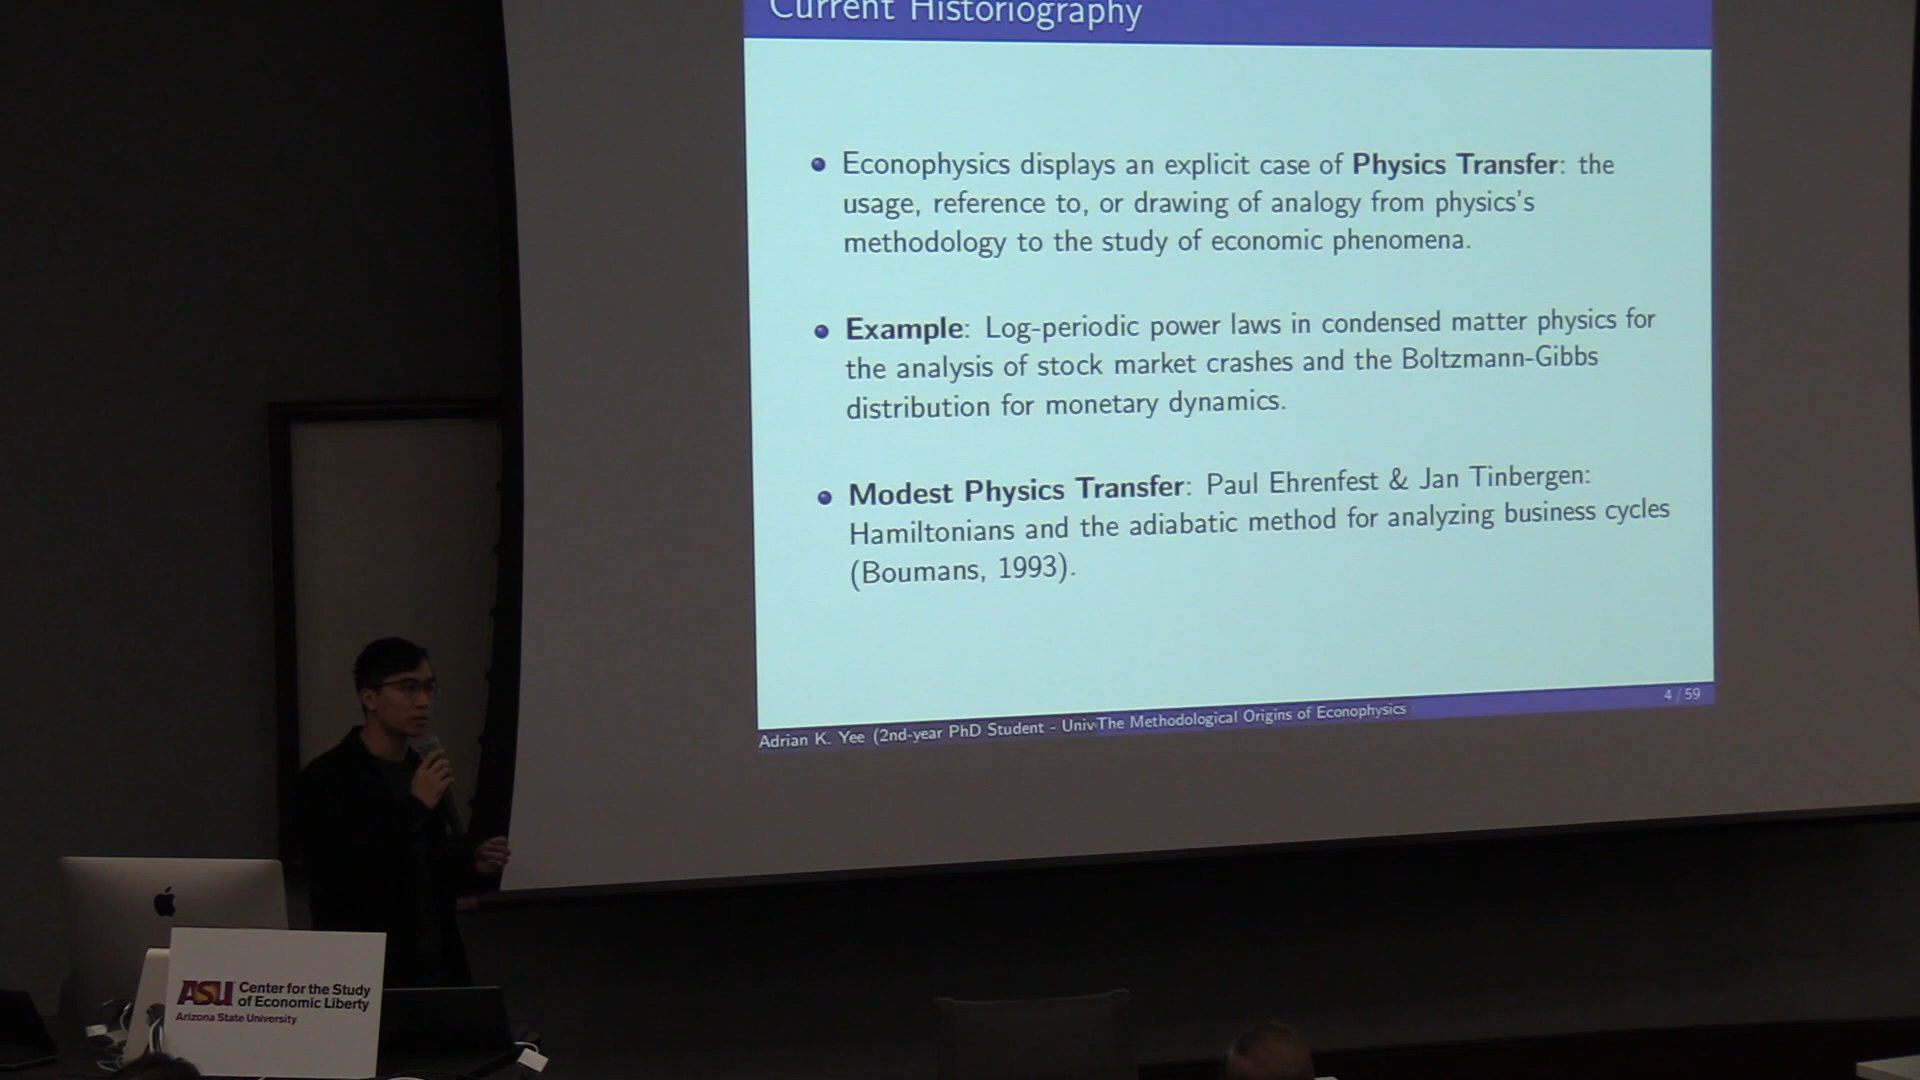 Current Historiography
Econophysics displays an explicit case of Physics Transfer: the
usage, reference to, or drawing of analogy from physics's
methodology to the study of economic phenomena.
Example: Log-periodic power laws in condensed matter physics for
the analysis of stock market crashes and the Boltzmann-Gibbs
distribution for monetary dynamics.
Modest Physics Transfer: Paul Ehrenfest & Jan Tinbergen:
Hamiltonians and the adiabatic method for analyzing business cycles
(Boumans, 1993).
4 / 59
Adrian K. Yee (2nd-year PhD Student - Univ The Methodological Origins of Econophysics
ASU Center for the Study
of Economic Liberty
Arizona State University